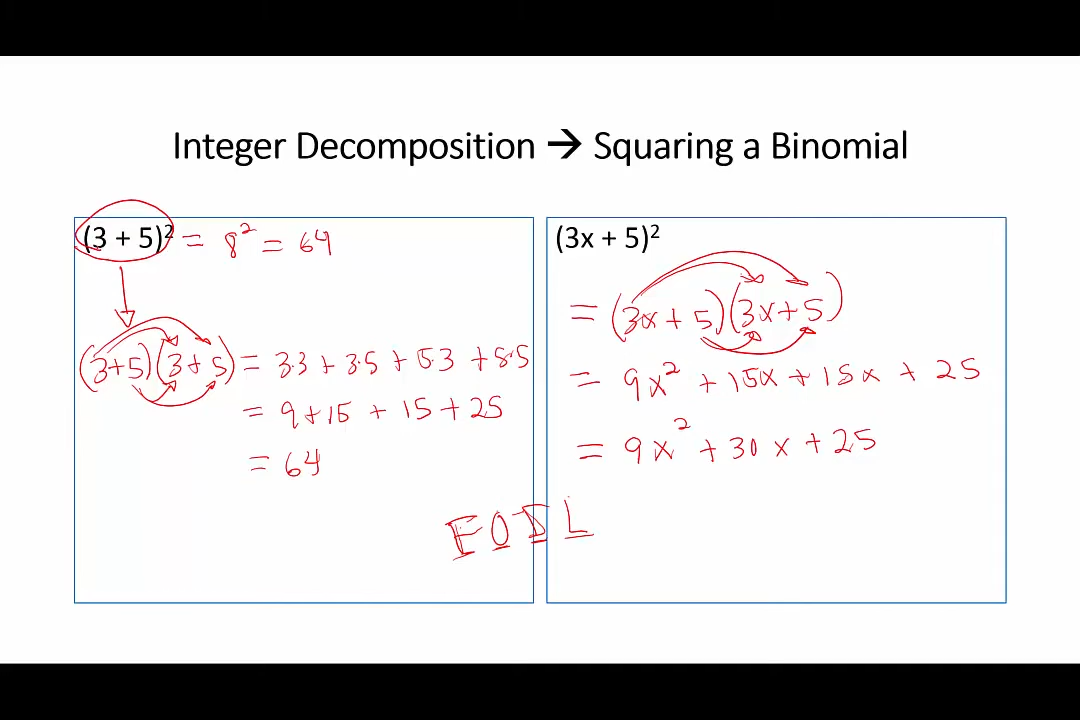 Integer Decomposition → Squaring a Binomial
(3 + 5)² = 8² = 64
(3+5)(3+5) = 3·3 + 3·5 + 5·3 + 5·5
= 9+15 + 15+25
= 64
(3x + 5)²
= (3x+5)(3x+5)
= 9x² + 15x + 15x + 25
= 9x² + 30x + 25
FOIL